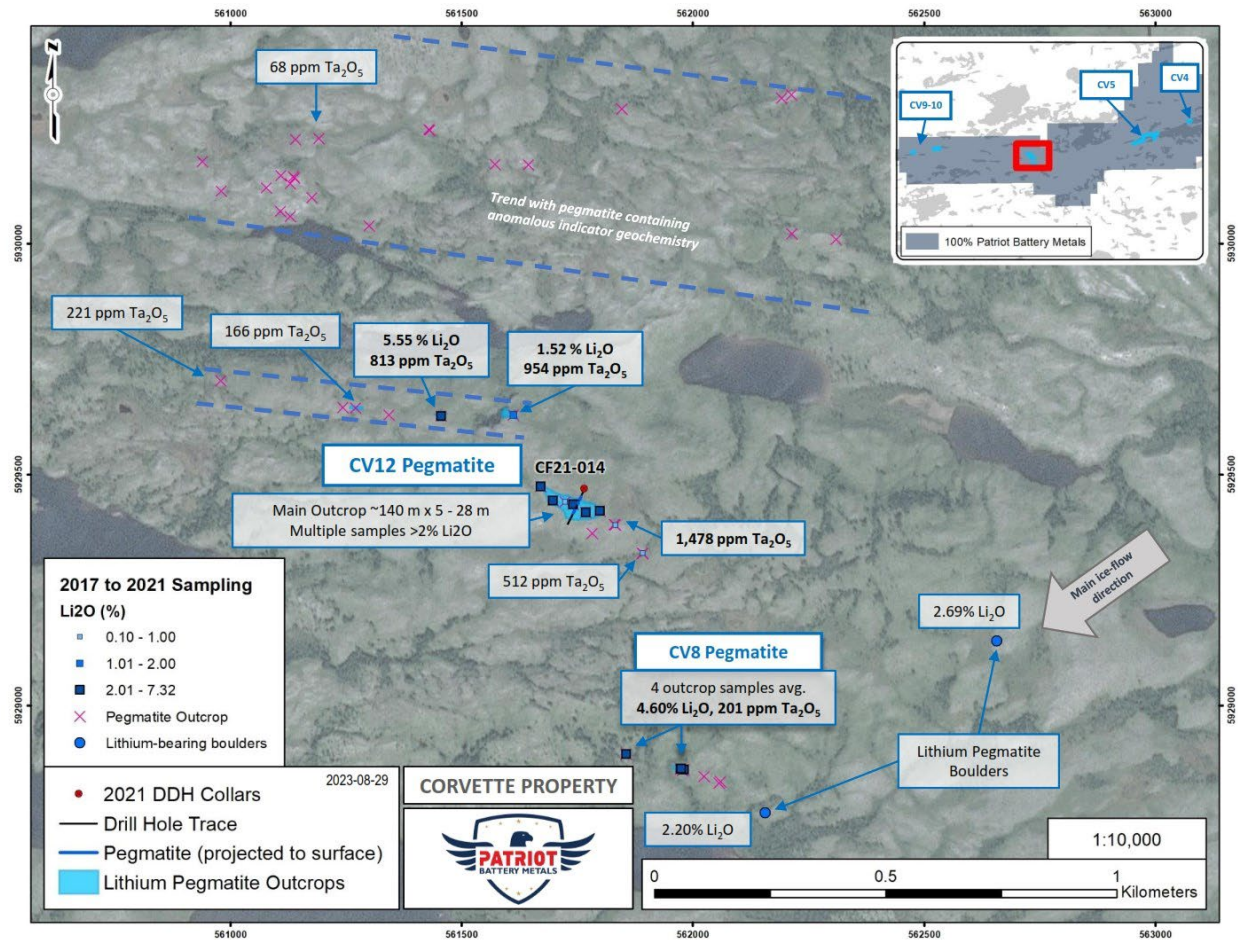 561000
561500
562000
562500
563000
N
68 ppm Ta₂O₅
CV9-10
CV5
CV4
100% Patriot Battery Metals
Trend with pegmatite containing
anomalous indicator geochemistry
5930000
5930000
221 ppm Ta₂O₅
166 ppm Ta₂O₅
5.55 % Li₂O
813 ppm Ta₂O₅
1.52 % Li₂O
954 ppm Ta₂O₅
CV12 Pegmatite
CF21-014
5929500
5929500
Main Outcrop ~140 m x 5 - 28 m
Multiple samples >2% Li2O
1,478 ppm Ta₂O₅
512 ppm Ta₂O₅
Main ice-flow
direction
2.69% Li₂O
2017 to 2021 Sampling
Li2O (%)
0.10 - 1.00
1.01 - 2.00
2.01 - 7.32
Pegmatite Outcrop
Lithium-bearing boulders
CV8 Pegmatite
4 outcrop samples avg.
4.60% Li₂O, 201 ppm Ta₂O₅
5929000
5929000
Lithium Pegmatite
Boulders
2.20% Li₂O
2023-08-29
2021 DDH Collars
Drill Hole Trace
Pegmatite (projected to surface)
Lithium Pegmatite Outcrops
CORVETTE PROPERTY
PATRIOT
BATTERY METALS
1:10,000
0
0.5
1
Kilometers
561000
561500
562000
562500
563000